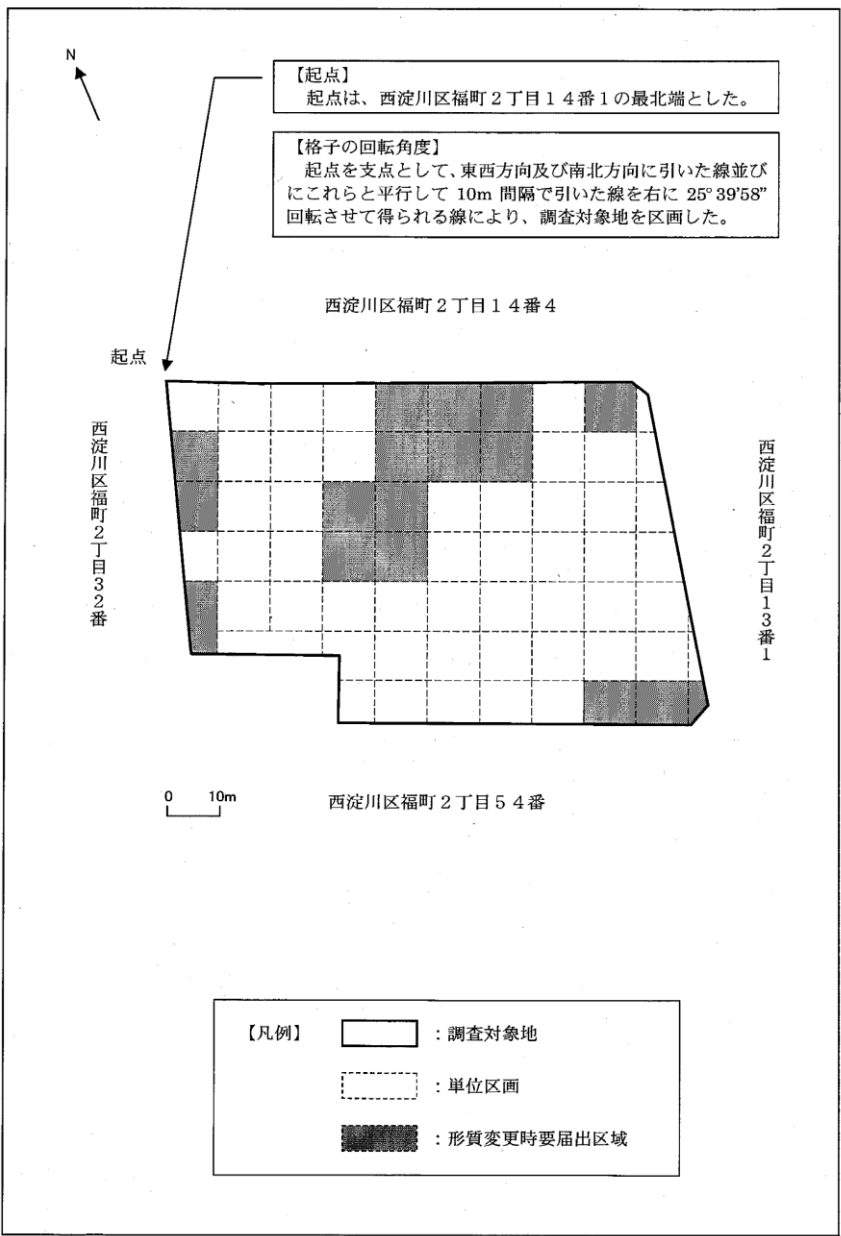 N
【起点】
起点は、西淀川区福町2丁目14番1の最北端とした。
【格子の回転角度】
起点を支点として、東西方向及び南北方向に引いた線並び
にこれらと平行して 10m 間隔で引いた線を右に 25°39'58”
回転させて得られる線により、調査対象地を区画した。
西淀川区福町2丁目14番4
起点
西淀川区福町2丁目32番
西淀川区福町2丁目13番1
0 10m
西淀川区福町2丁目54番
【凡例】
:調査対象地
:単位区画
:形質変更時要届出区域